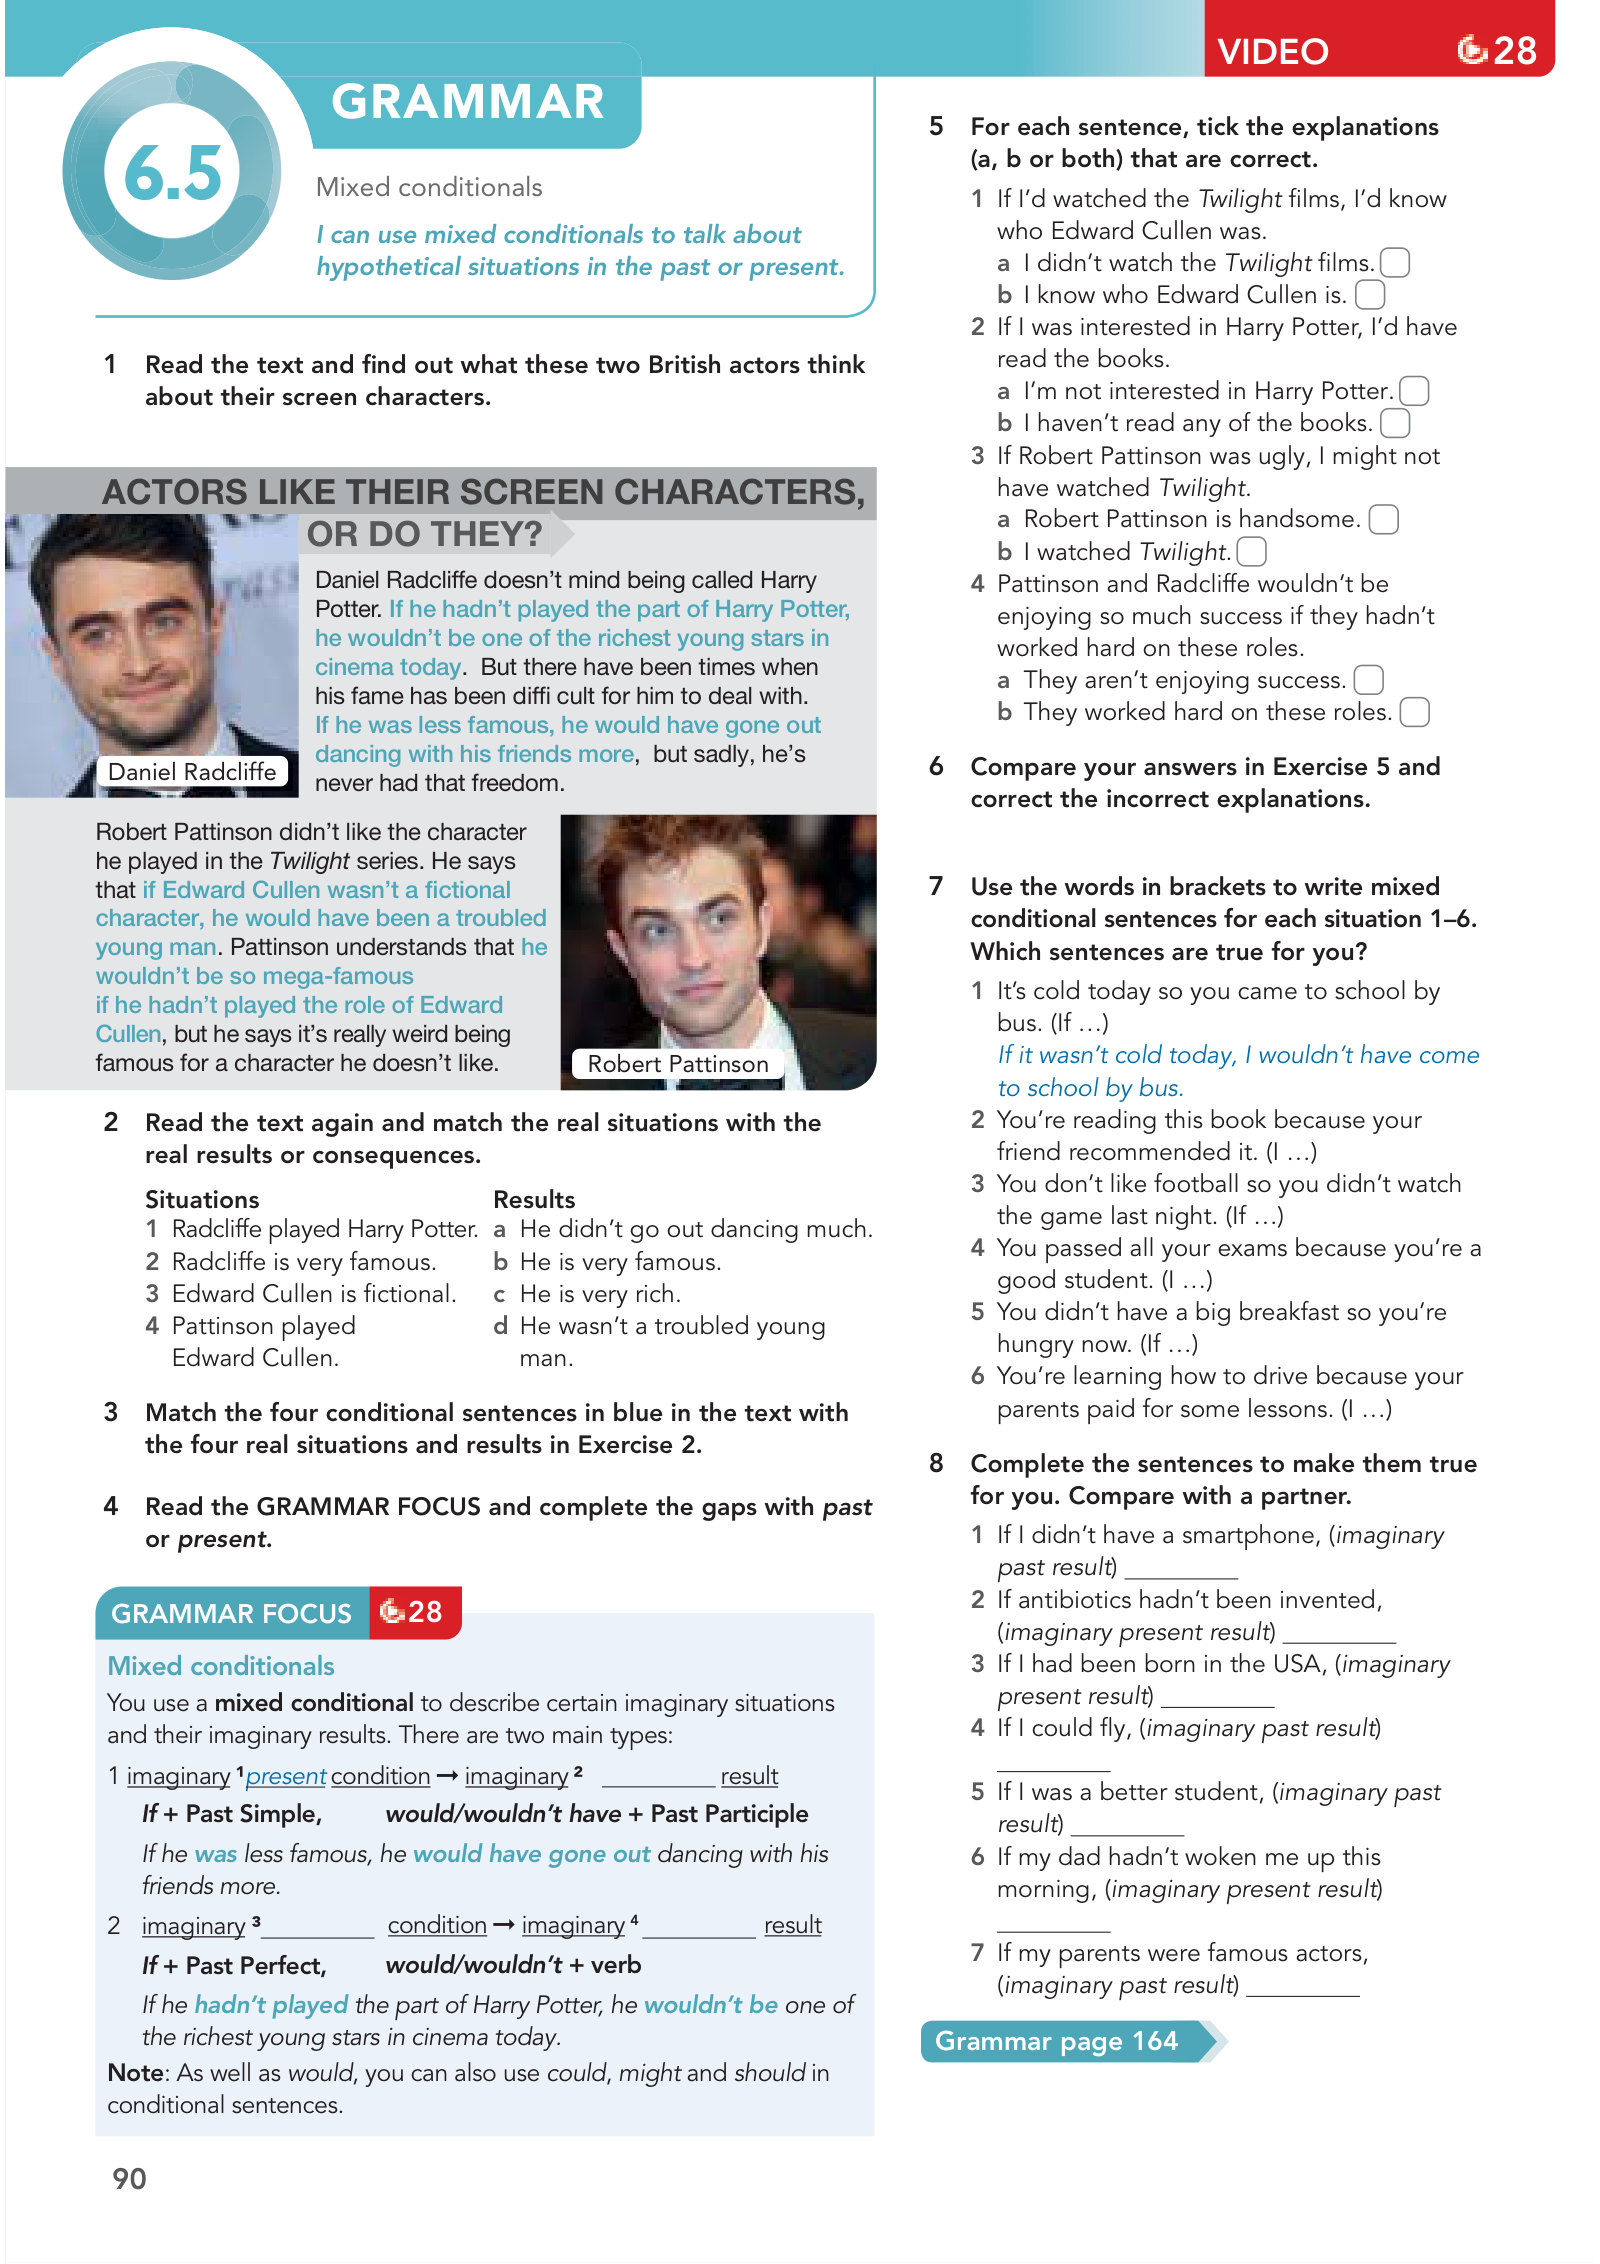 VIDEO 28
GRAMMAR
6.5
Mixed conditionals
I can use mixed conditionals to talk about
hypothetical situations in the past or present.
1 Read the text and find out what these two British actors think
about their screen characters.
ACTORS LIKE THEIR SCREEN CHARACTERS,
OR DO THEY?
Daniel Radcliffe doesn't mind being called Harry
Potter. If he hadn't played the part of Harry Potter,
he wouldn't be one of the richest young stars in
cinema today. But there have been times when
his fame has been diffi cult for him to deal with.
If he was less famous, he would have gone out
dancing with his friends more, but sadly, he's
never had that freedom.
Daniel Radcliffe
Robert Pattinson didn't like the character
he played in the Twilight series. He says
that if Edward Cullen wasn't a fictional
character, he would have been a troubled
young man. Pattinson understands that he
wouldn't be so mega-famous
if he hadn't played the role of Edward
Cullen, but he says it's really weird being
famous for a character he doesn't like.
Robert Pattinson
2 Read the text again and match the real situations with the
real results or consequences.
Situations Results
1 Radcliffe played Harry Potter. a He didn't go out dancing much.
2 Radcliffe is very famous. b He is very famous.
3 Edward Cullen is fictional. c He is very rich.
4 Pattinson played d He wasn't a troubled young
Edward Cullen. man.
3 Match the four conditional sentences in blue in the text with
the four real situations and results in Exercise 2.
4 Read the GRAMMAR FOCUS and complete the gaps with past
or present.
GRAMMAR FOCUS 28
Mixed conditionals
You use a mixed conditional to describe certain imaginary situations
and their imaginary results. There are two main types:
1 imaginary ¹present condition → imaginary ² ________ result
If + Past Simple, would/wouldn't have + Past Participle
If he was less famous, he would have gone out dancing with his
friends more.
2 imaginary ³________ condition → imaginary ⁴________ result
If + Past Perfect, would/wouldn't + verb
If he hadn't played the part of Harry Potter, he wouldn't be one of
the richest young stars in cinema today.
Note: As well as would, you can also use could, might and should in
conditional sentences.
90
5 For each sentence, tick the explanations
(a, b or both) that are correct.
1 If I'd watched the Twilight films, I'd know
who Edward Cullen was.
a I didn't watch the Twilight films.
b I know who Edward Cullen is.
2 If I was interested in Harry Potter, I'd have
read the books.
a I'm not interested in Harry Potter.
b I haven't read any of the books.
3 If Robert Pattinson was ugly, I might not
have watched Twilight.
a Robert Pattinson is handsome.
b I watched Twilight.
4 Pattinson and Radcliffe wouldn't be
enjoying so much success if they hadn't
worked hard on these roles.
a They aren't enjoying success.
b They worked hard on these roles.
6 Compare your answers in Exercise 5 and
correct the incorrect explanations.
7 Use the words in brackets to write mixed
conditional sentences for each situation 1–6.
Which sentences are true for you?
1 It's cold today so you came to school by
bus. (If …)
If it wasn't cold today, I wouldn't have come
to school by bus.
2 You're reading this book because your
friend recommended it. (I …)
3 You don't like football so you didn't watch
the game last night. (If …)
4 You passed all your exams because you're a
good student. (I …)
5 You didn't have a big breakfast so you're
hungry now. (If …)
6 You're learning how to drive because your
parents paid for some lessons. (I …)
8 Complete the sentences to make them true
for you. Compare with a partner.
1 If I didn't have a smartphone, (imaginary
past result) ________
2 If antibiotics hadn't been invented,
(imaginary present result) ________
3 If I had been born in the USA, (imaginary
present result) ________
4 If I could fly, (imaginary past result)
________
5 If I was a better student, (imaginary past
result) ________
6 If my dad hadn't woken me up this
morning, (imaginary present result)
________
7 If my parents were famous actors,
(imaginary past result) ________
Grammar page 164